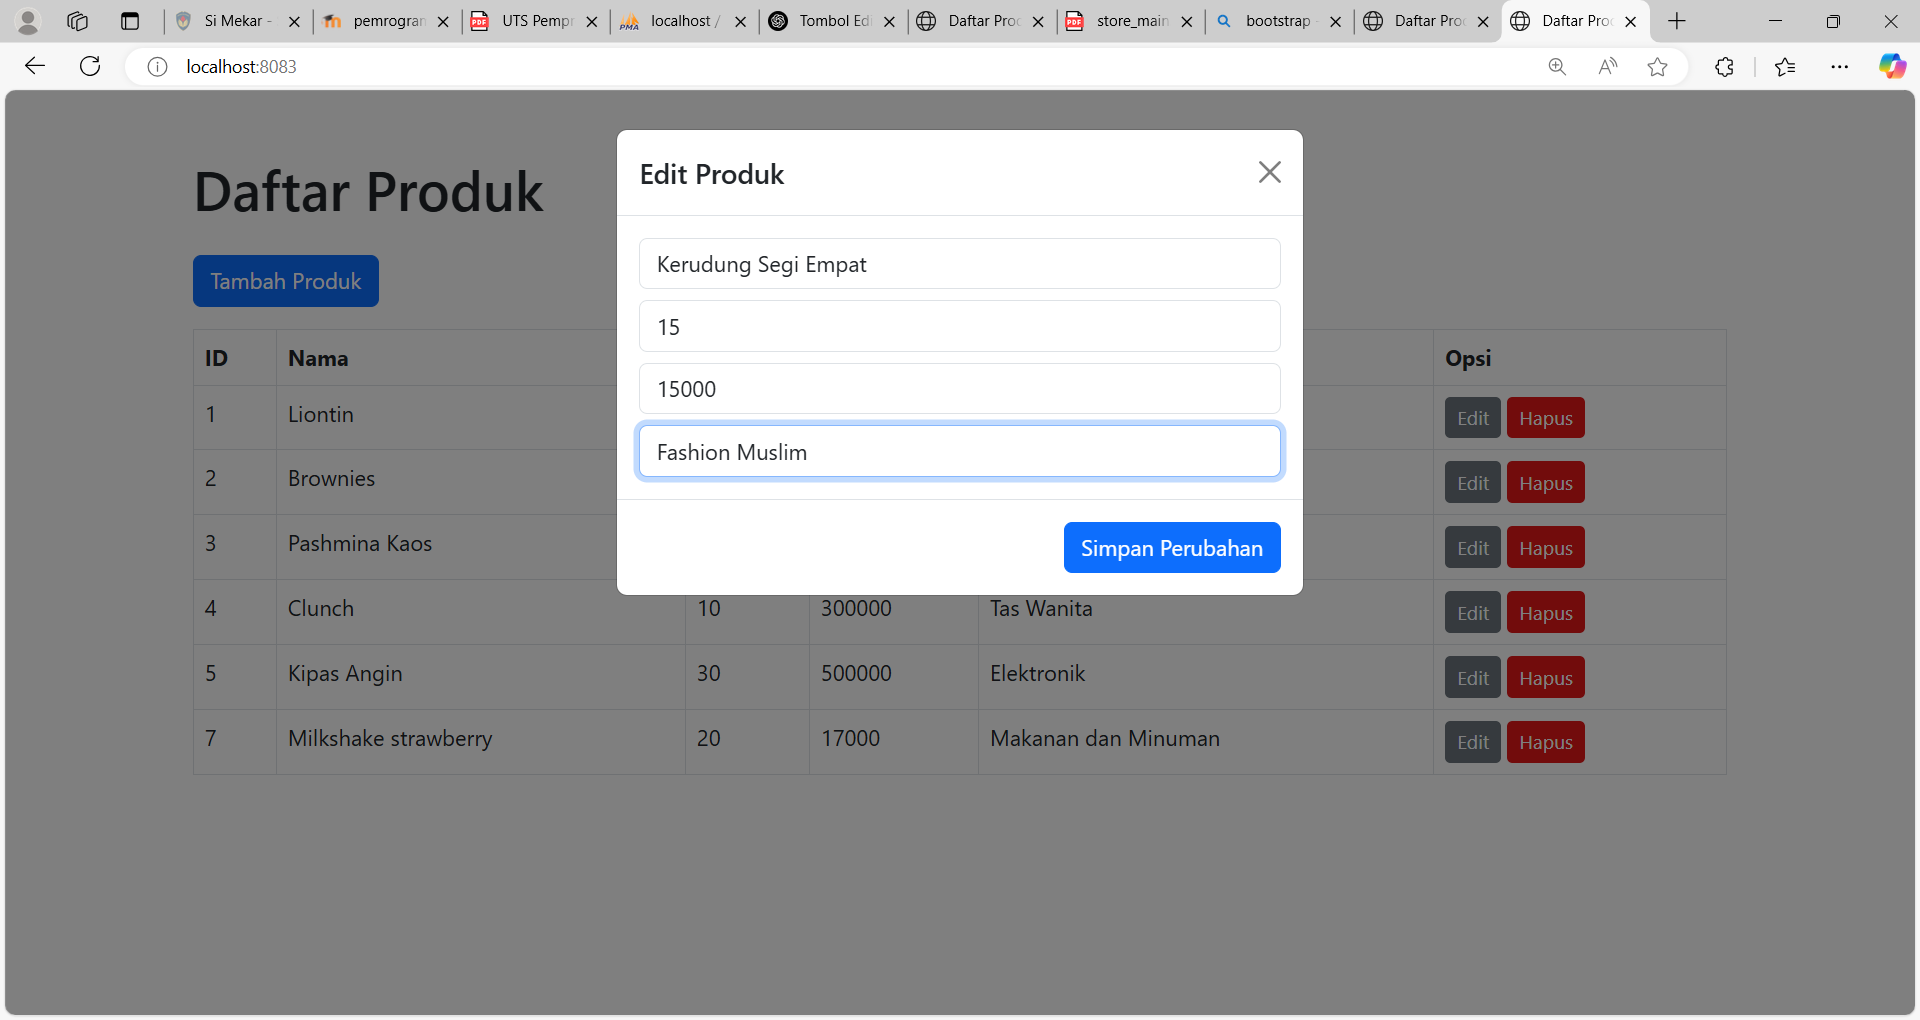 Si Mekar -
pemrogran
UTS Pempr
localhost /
Tombol Edi
Daftar Proc
store_main
bootstrap -
Daftar Proc
Daftar Proc
localhost:8083
Daftar Produk
Tambah Produk
Edit Produk
Kerudung Segi Empat
15
15000
Fashion Muslim
Simpan Perubahan
ID Nama Opsi
1 Liontin Edit Hapus
2 Brownies Edit Hapus
3 Pashmina Kaos Edit Hapus
4 Clunch 10 300000 Tas Wanita Edit Hapus
5 Kipas Angin 30 500000 Elektronik Edit Hapus
7 Milkshake strawberry 20 17000 Makanan dan Minuman Edit Hapus